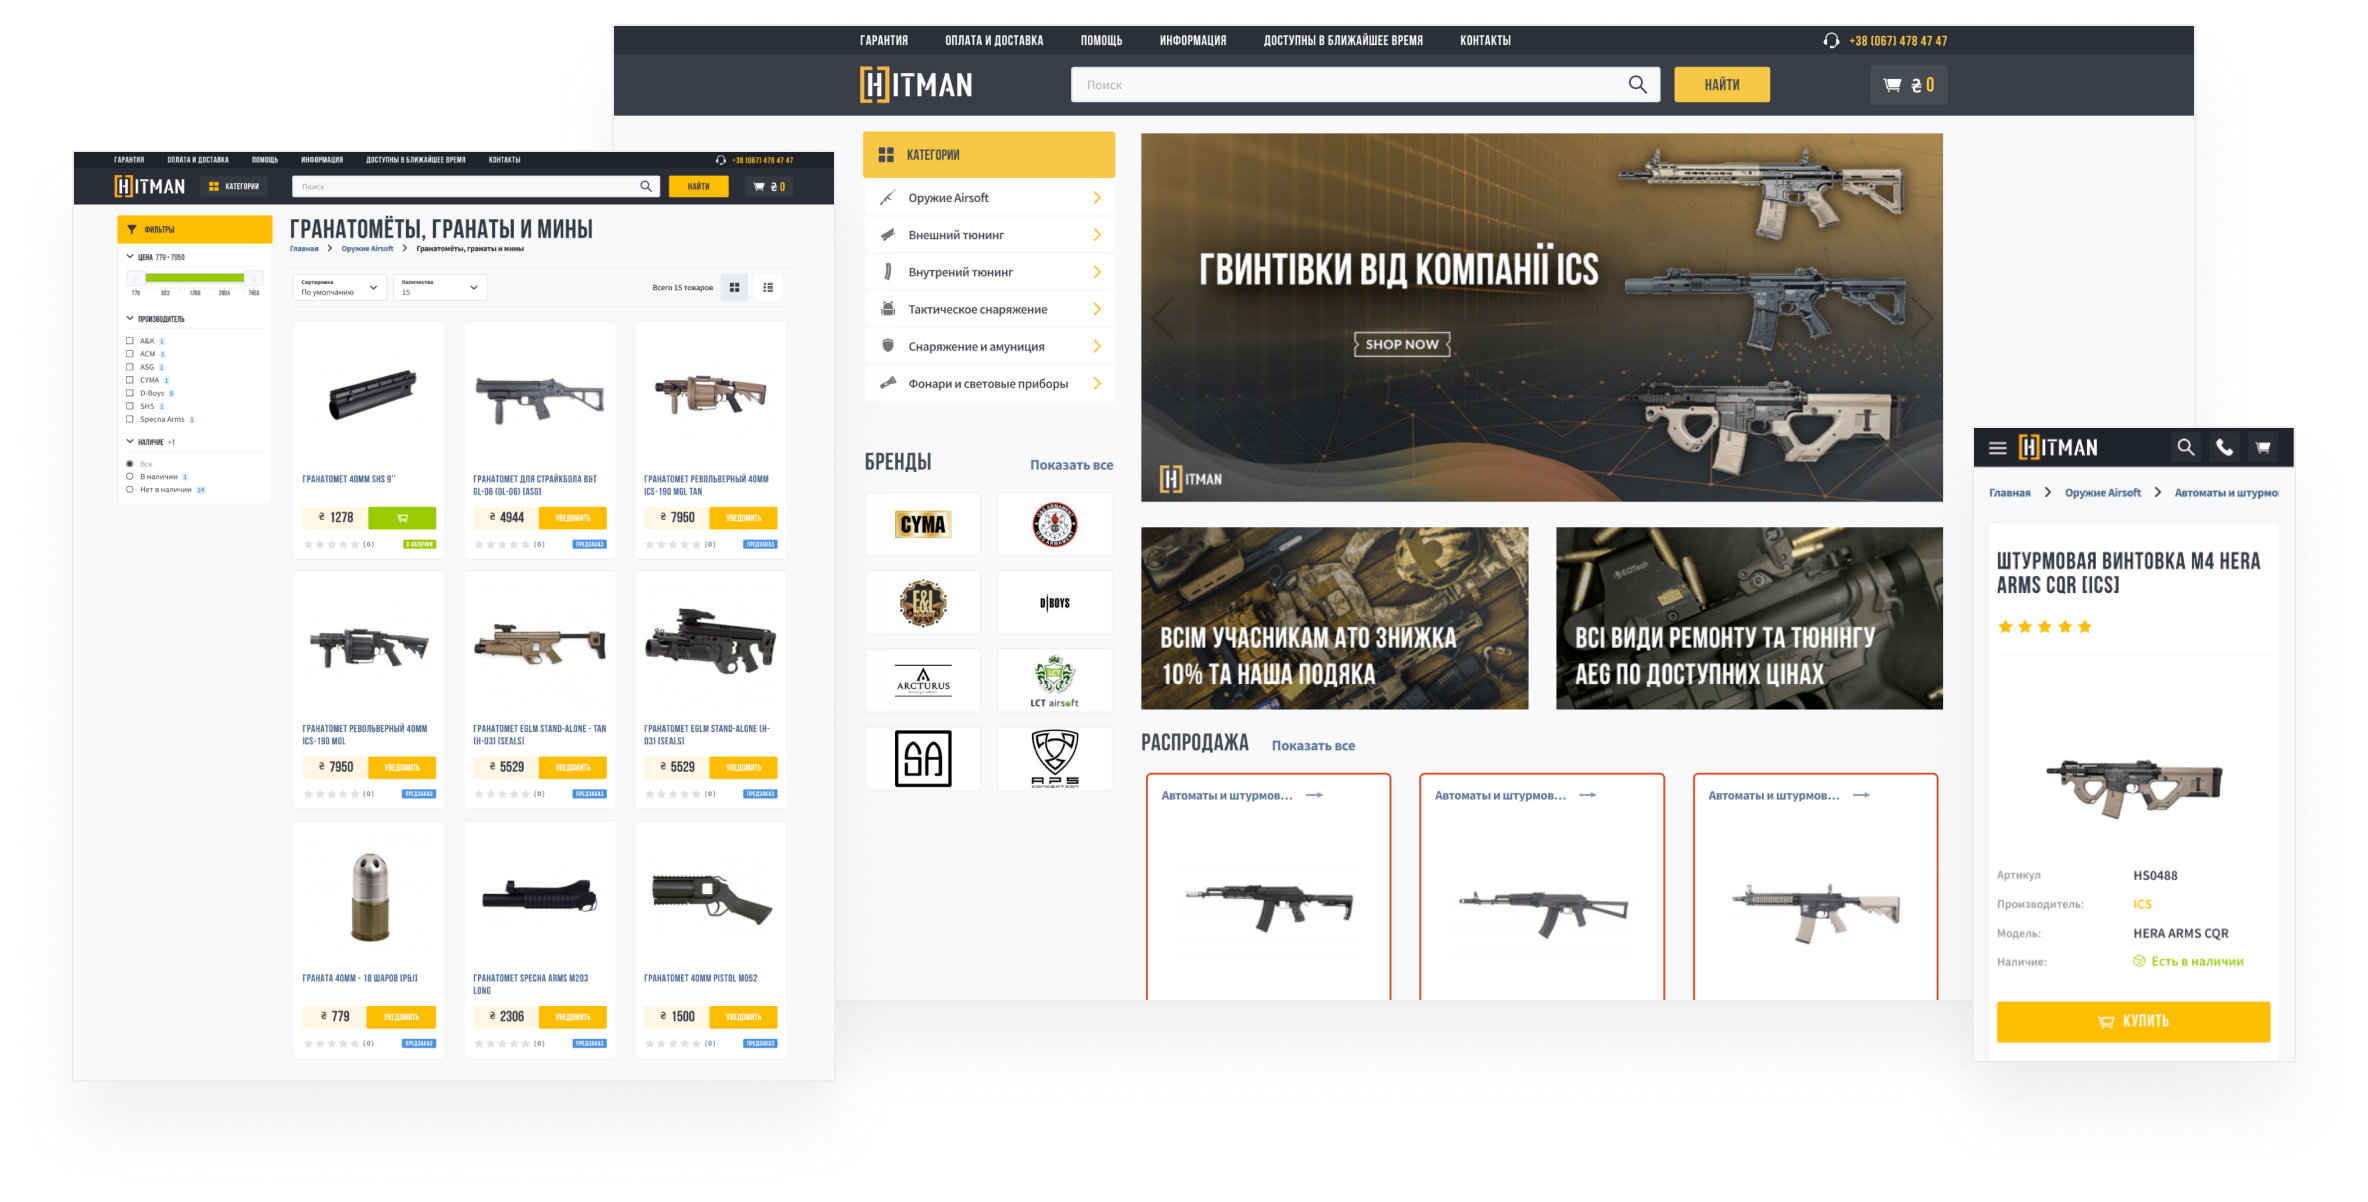 ГАРАНТИЯ ОПЛАТА И ДОСТАВКА ПОМОЩЬ ИНФОРМАЦИЯ ДОСТУПНЫ В БЛИЖАЙШЕЕ ВРЕМЯ КОНТАКТЫ +38 (067) 478 47 47
HITMAN Поиск НАЙТИ ₴ 0
КАТЕГОРИИ
Оружие Airsoft
Внешний тюнинг
Внутрений тюнинг
Тактическое снаряжение
Снаряжение и амуниция
Фонари и световые приборы
БРЕНДЫ Показать все
CYMA
E&L
D|BOYS
ARCTURUS
LCT
LCT airsoft
SA
APS
CONCEPTION
ГВИНТІВКИ ВІД КОМПАНІЇ ICS
SHOP NOW
HITMAN
ВСІМ УЧАСНИКАМ АТО ЗНИЖКА
10% ТА НАША ПОДЯКА
EOTech
ВСІ ВИДИ РЕМОНТУ ТА ТЮНІНГУ
AEG ПО ДОСТУПНИХ ЦІНАХ
РАСПРОДАЖА Показать все
Автоматы и штурмов...
Автоматы и штурмов...
Автоматы и штурмов...
ГАРАНТИЯ ОПЛАТА И ДОСТАВКА ПОМОЩЬ ИНФОРМАЦИЯ ДОСТУПНЫ В БЛИЖАЙШЕЕ ВРЕМЯ КОНТАКТЫ +38 (067) 478 47 47
HITMAN КАТЕГОРИИ Поиск НАЙТИ ₴ 0
ФИЛЬТРЫ
ЦЕНА 779 - 7950
779 923 1769 2804 7950
ПРОИЗВОДИТЕЛЬ
A&K 1
ACM 1
ASG 1
CYMA 1
D-Boys 5
SHS 1
Specna Arms 1
НАЛИЧИЕ +1
Все
В наличии 1
Нет в наличии 14
ГРАНАТОМЁТЫ, ГРАНАТЫ И МИНЫ
Главная Оружие Airsoft Гранатомёты, гранаты и мины
Сортировка
По умолчанию
Количество
15
Всего 15 товаров
ГРАНАТОМЕТ 40ММ SHS 9''
₴ 1278
(0) В НАЛИЧИИ
ГРАНАТОМЕТ ДЛЯ СТРАЙКБОЛА B&T
GL-06 (GL-06) [ASG]
₴ 4944 УВЕДОМИТЬ
(0) ПРЕДЗАКАЗ
ГРАНАТОМЕТ РЕВОЛЬВЕРНЫЙ 40ММ
ICS-190 MGL TAN
₴ 7950 УВЕДОМИТЬ
(0) ПРЕДЗАКАЗ
ГРАНАТОМЕТ РЕВОЛЬВЕРНЫЙ 40ММ
ICS-190 MGL
₴ 7950 УВЕДОМИТЬ
(0) ПРЕДЗАКАЗ
ГРАНАТОМЕТ EGLM STAND-ALONE - TAN
(H-03) [SEALS]
₴ 5529 УВЕДОМИТЬ
(0) ПРЕДЗАКАЗ
ГРАНАТОМЕТ EGLM STAND-ALONE (H-
03) [SEALS]
₴ 5529 УВЕДОМИТЬ
(0) ПРЕДЗАКАЗ
ГРАНАТА 40ММ - 18 ШАРОВ [P&J]
₴ 779 УВЕДОМИТЬ
(0) ПРЕДЗАКАЗ
ГРАНАТОМЕТ SPECNA ARMS M203
LONG
₴ 2306 УВЕДОМИТЬ
(0) ПРЕДЗАКАЗ
ГРАНАТОМЕТ 40MM PISTOL M052
₴ 1500 УВЕДОМИТЬ
(0) ПРЕДЗАКАЗ
HITMAN
Главная Оружие Airsoft Автоматы и штурмо
ШТУРМОВАЯ ВИНТОВКА M4 HERA
ARMS CQR [ICS]
Артикул HS0488
Производитель: ICS
Модель: HERA ARMS CQR
Наличие: Есть в наличии
КУПИТЬ